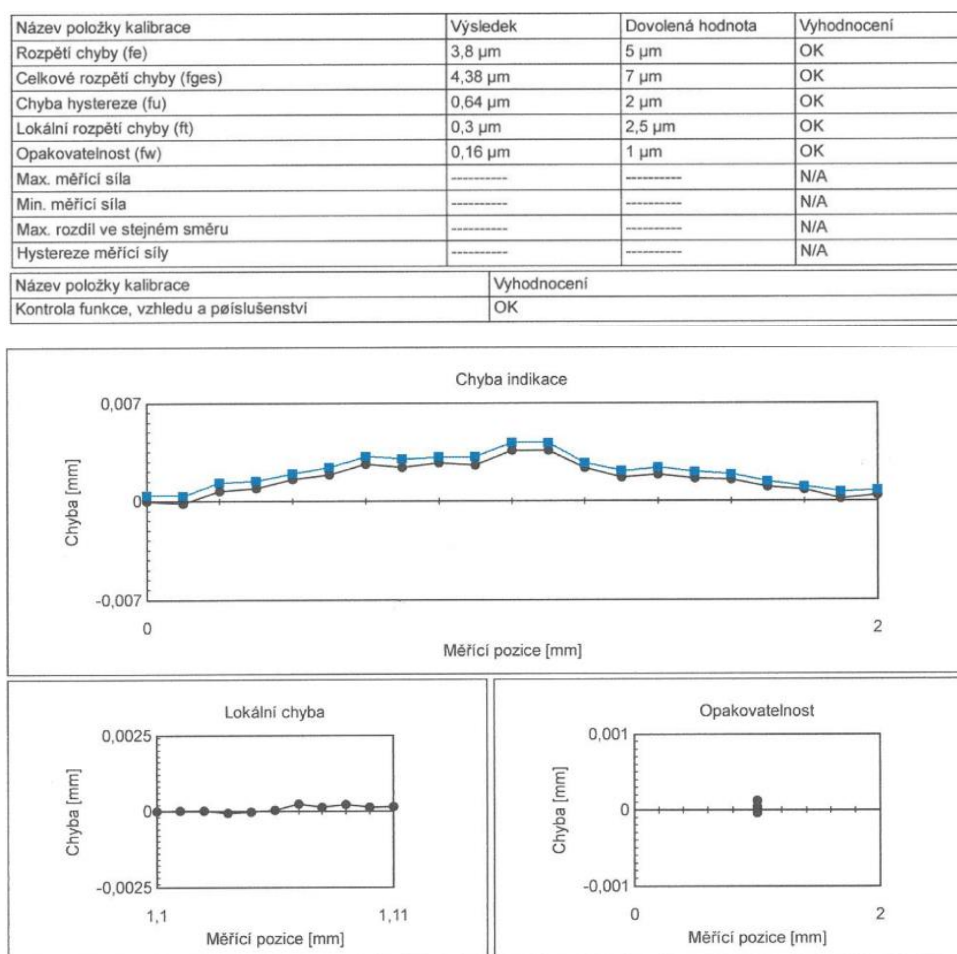 Název položky kalibrace Výsledek Dovolená hodnota Vyhodnocení
Rozpětí chyby (fe) 3,8 µm 5 µm OK
Celkové rozpětí chyby (fges) 4,38 µm 7 µm OK
Chyba hystereze (fu) 0,64 µm 2 µm OK
Lokální rozpětí chyby (ft) 0,3 µm 2,5 µm OK
Opakovatelnost (fw) 0,16 µm 1 µm OK
Max. měřící síla ---------- ---------- N/A
Min. měřící síla ---------- ---------- N/A
Max. rozdíl ve stejném směru ---------- ---------- N/A
Hystereze měřící síly ---------- ---------- N/A
Název položky kalibrace Vyhodnocení
Kontrola funkce, vzhledu a pøíslušenství OK
Chyba indikace
0,007
0
-0,007
Chyba [mm]
0 2
Měřící pozice [mm]
Lokální chyba
0,0025
0
-0,0025
Chyba [mm]
1,1 1,11
Měřící pozice [mm]
Opakovatelnost
0,001
0
-0,001
Chyba [mm]
0 2
Měřící pozice [mm]